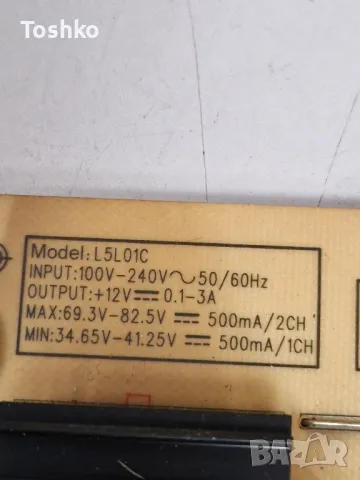 Toshko
Model: L5L01C
INPUT:100V-240V∿50/60Hz
OUTPUT:+12V⎓0.1-3A
MAX:69.3V-82.5V⎓500mA/2CH
MIN:34.65V-41.25V⎓500mA/1CH
BAZAR